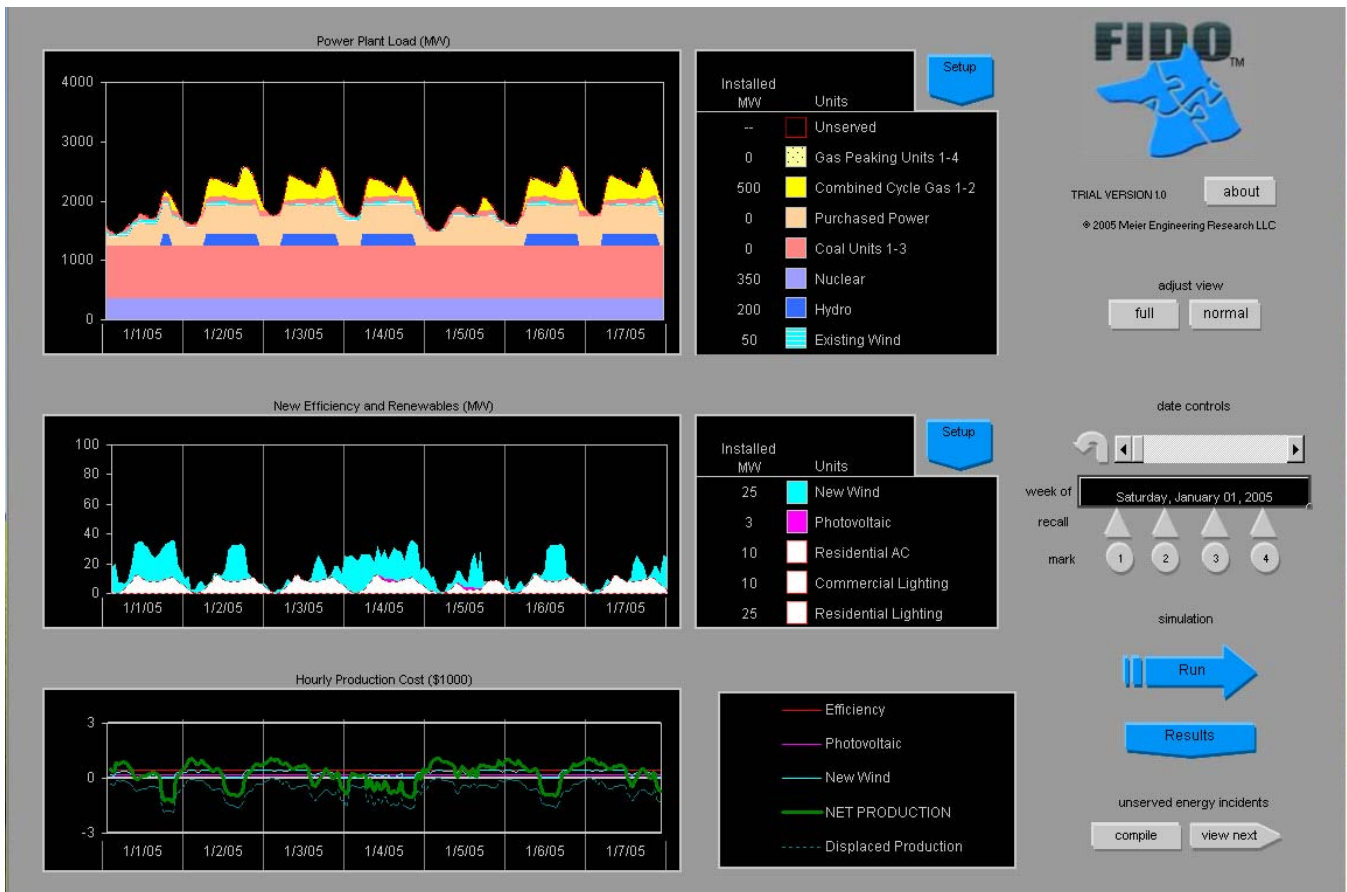 Power Plant Load (MW)
4000
3000
2000
1000
0
1/1/05 1/2/05 1/3/05 1/4/05 1/5/05 1/6/05 1/7/05
Setup
Installed
MW Units
-- Unserved
0 Gas Peaking Units 1-4
500 Combined Cycle Gas 1-2
0 Purchased Power
0 Coal Units 1-3
350 Nuclear
200 Hydro
50 Existing Wind
FIDO
TM
TRIAL VERSION 1.0 about
© 2005 Meier Engineering Research LLC
adjust view
full normal
New Efficiency and Renewables (MW)
100
80
60
40
20
0
1/1/05 1/2/05 1/3/05 1/4/05 1/5/05 1/6/05 1/7/05
Setup
Installed
MW Units
25 New Wind
3 Photovoltaic
10 Residential AC
10 Commercial Lighting
25 Residential Lighting
date controls
week of Saturday, January 01, 2005
recall
mark 1 2 3 4
simulation
Run
Results
unserved energy incidents
compile view next
Hourly Production Cost ($1000)
3
0
-3
1/1/05 1/2/05 1/3/05 1/4/05 1/5/05 1/6/05 1/7/05
Efficiency
Photovoltaic
New Wind
NET PRODUCTION
Displaced Production